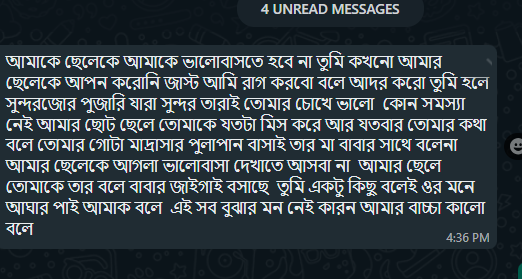 4 UNREAD MESSAGES
আমাকে ছেলেকে আমাকে ভালোবাসতে হবে না তুমি কখনো আমার
ছেলেকে আপন করোনি জাস্ট আমি রাগ করবো বলে আদর করো তুমি হলে
সুন্দরজোর পুজারি যারা সুন্দর তারাই তোমার চোখে ভালো কোন সমস্যা
নেই আমার ছোট ছেলে তোমাকে যতটা মিস করে আর যতবার তোমার কথা
বলে তোমার গোটা মাদ্রাসার পুলাপান বাসাই তার মা বাবার সাথে বলেনা
আমার ছেলেকে আগলা ভালোবাসা দেখাতে আসবা না আমার ছেলে
তোমাকে তার বলে বাবার জাইগাই বসাছে তুমি একটু কিছু বলেই ওর মনে
আঘার পাই আমাক বলে এই সব বুঝার মন নেই কারন আমার বাচ্চা কালো
বলে
4:36 PM